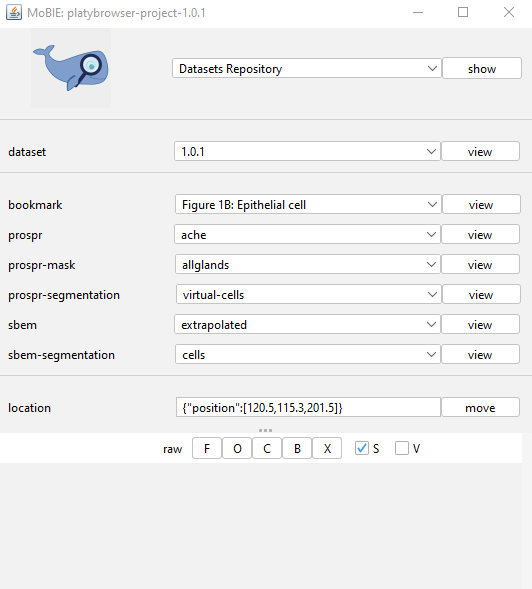 MoBIE: platybrowser-project-1.0.1
Datasets Repository show
dataset 1.0.1 view
bookmark Figure 1B: Epithelial cell view
prospr ache view
prospr-mask allglands view
prospr-segmentation virtual-cells view
sbem extrapolated view
sbem-segmentation cells view
location {"position":[120.5,115.3,201.5]} move
raw F O C B X S V